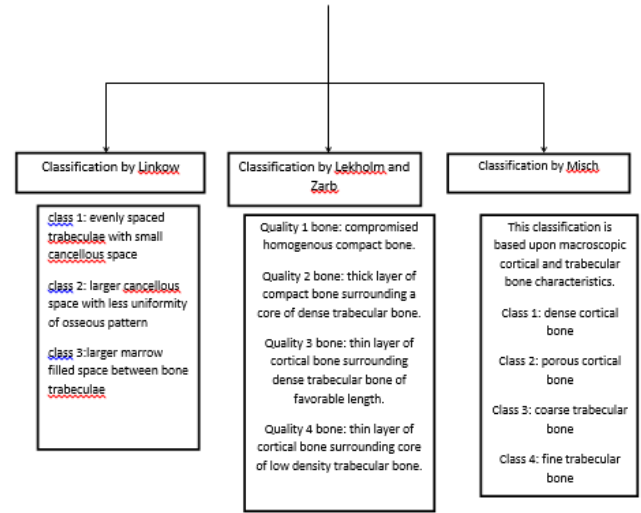 Classification by Linkow
class 1: evenly spaced
trabeculae with small
cancellous space
class 2: larger cancellous
space with less uniformity
of osseous pattern
class 3:larger marrow
filled space between bone
trabeculae
Classification by Lekholm and
Zarb
Quality 1 bone: compromised
homogenous compact bone.
Quality 2 bone: thick layer of
compact bone surrounding a
core of dense trabecular bone.
Quality 3 bone: thin layer of
cortical bone surrounding
dense trabecular bone of
favorable length.
Quality 4 bone: thin layer of
cortical bone surrounding core
of low density trabecular bone.
Classification by Misch
This classification is
based upon macroscopic
cortical and trabecular
bone characteristics.
Class 1: dense cortical
bone
Class 2: porous cortical
bone
Class 3: coarse trabecular
bone
Class 4: fine trabecular
bone